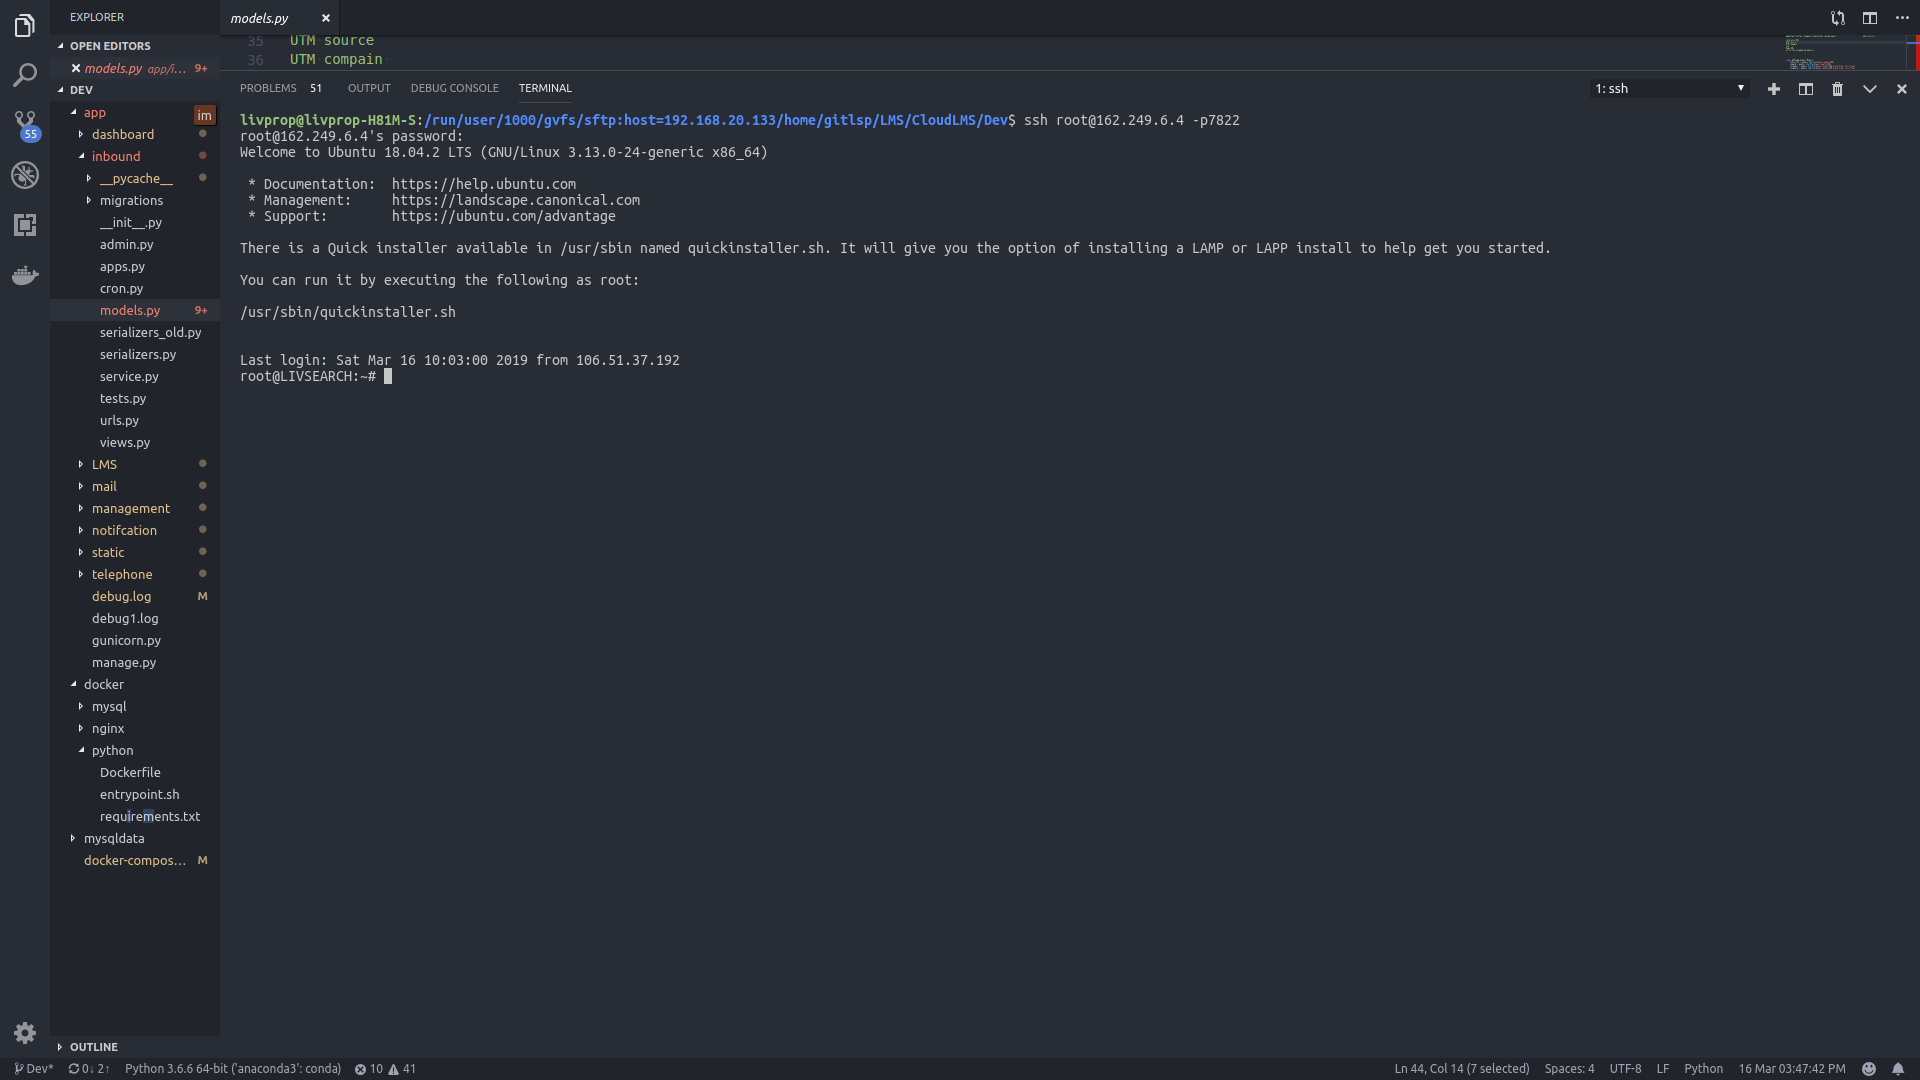 EXPLORER
OPEN EDITORS
models.py app/i... 9+
DEV
app
im
dashboard
inbound
__pycache__
migrations
__init__.py
admin.py
apps.py
cron.py
models.py 9+
serializers_old.py
serializers.py
service.py
tests.py
urls.py
views.py
LMS
mail
management
notifcation
static
telephone
debug.log M
debug1.log
gunicorn.py
manage.py
docker
mysql
nginx
python
Dockerfile
entrypoint.sh
requirements.txt
mysqldata
docker-compos... M
OUTLINE
55
models.py
35 UTM source
36 UTM compain
PROBLEMS 51 OUTPUT DEBUG CONSOLE TERMINAL 1: ssh
livprop@livprop-H81M-S:/run/user/1000/gvfs/sftp:host=192.168.20.133/home/gitlsp/LMS/CloudLMS/Dev$ ssh root@162.249.6.4 -p7822
root@162.249.6.4's password:
Welcome to Ubuntu 18.04.2 LTS (GNU/Linux 3.13.0-24-generic x86_64)
* Documentation: https://help.ubuntu.com
* Management: https://landscape.canonical.com
* Support: https://ubuntu.com/advantage
There is a Quick installer available in /usr/sbin named quickinstaller.sh. It will give you the option of installing a LAMP or LAPP install to help get you started.
You can run it by executing the following as root:
/usr/sbin/quickinstaller.sh
Last login: Sat Mar 16 10:03:00 2019 from 106.51.37.192
root@LIVSEARCH:~#
Dev* 0↓ 2↑ Python 3.6.6 64-bit ('anaconda3': conda) 10 41 Ln 44, Col 14 (7 selected) Spaces: 4 UTF-8 LF Python 16 Mar 03:47:42 PM